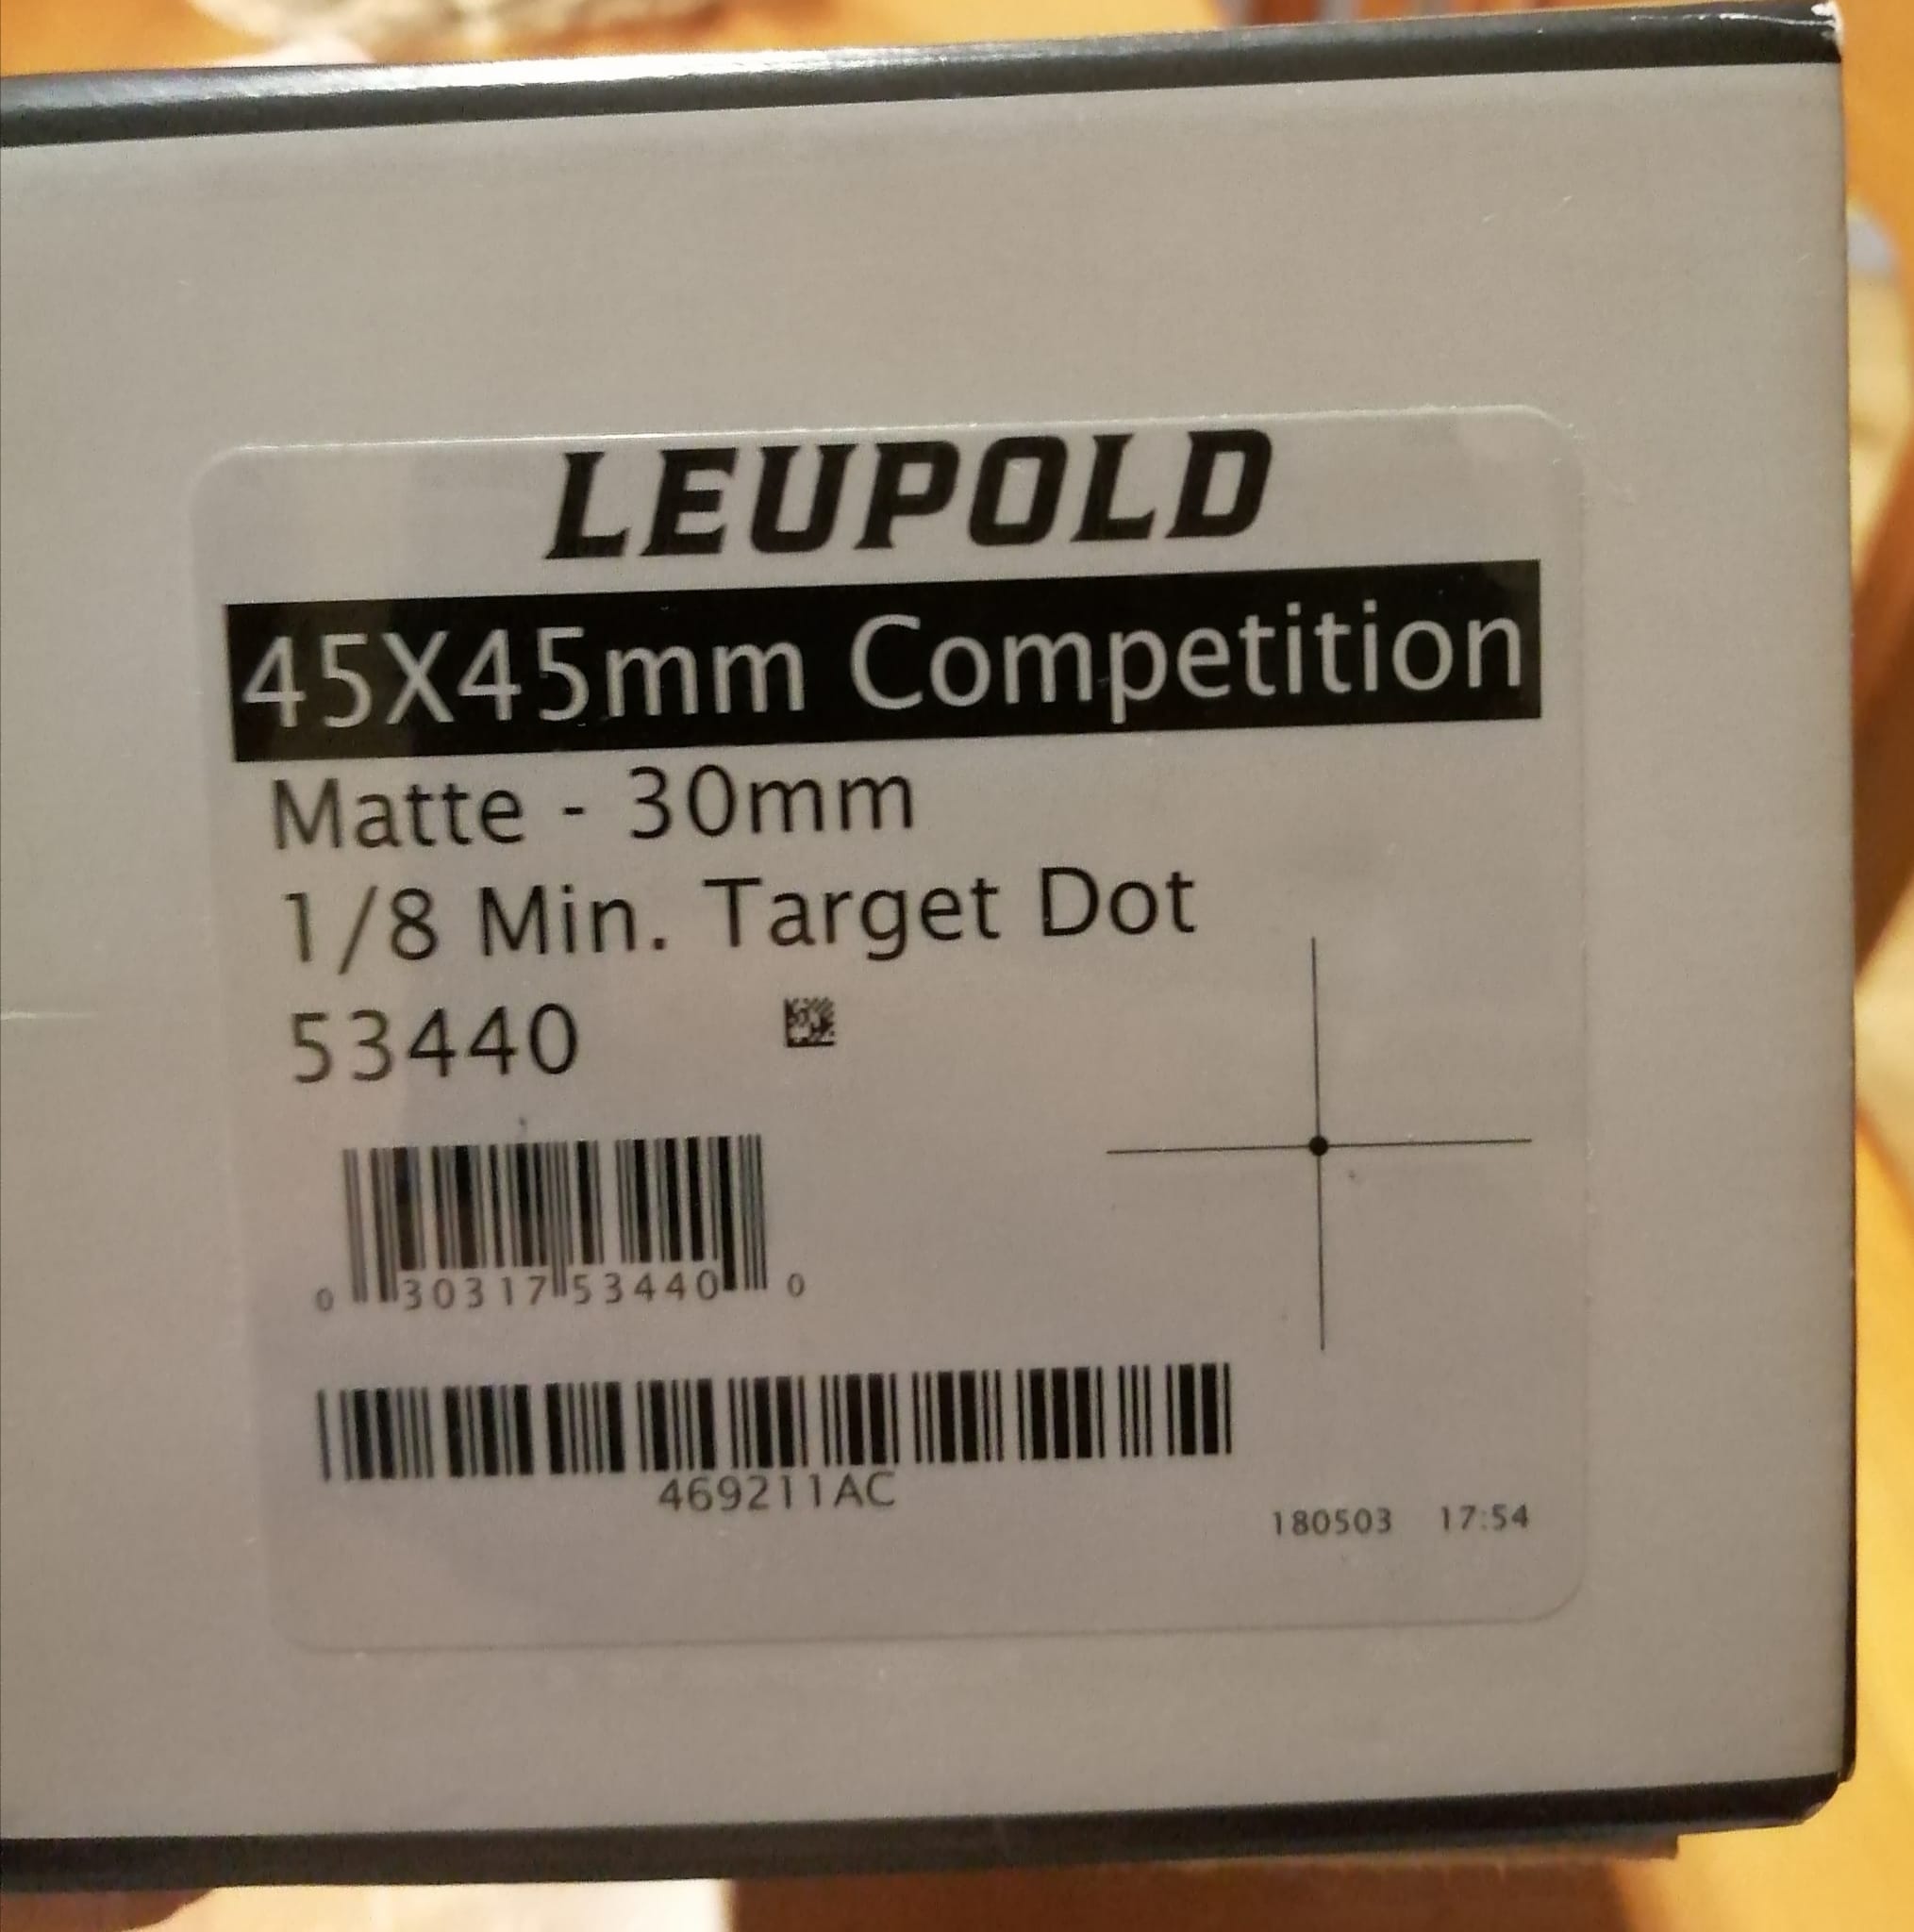 LEUPOLD
45X45mm Competition
Matte - 30mm
1/8 Min. Target Dot
53440
0 30317 53440 0
469211AC
180503 17:54